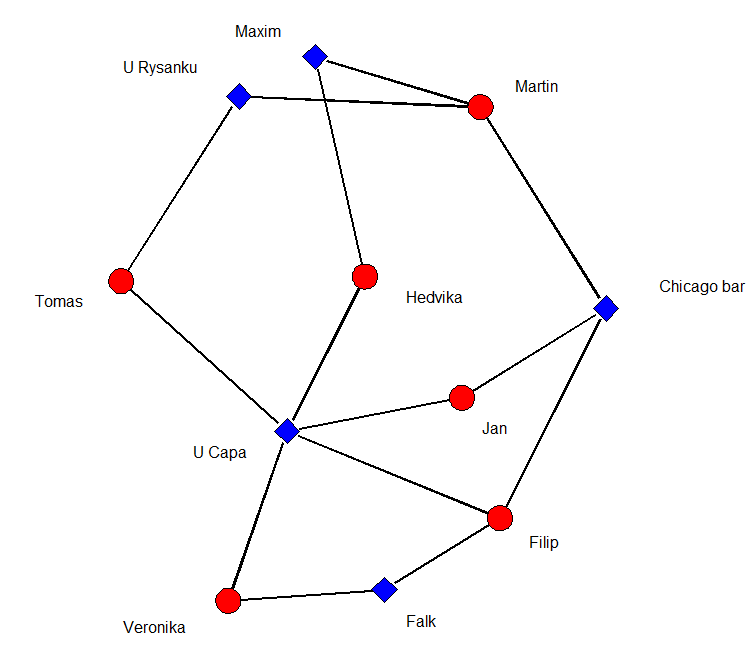 Maxim
U Rysanku
Martin
Chicago bar
Tomas
Hedvika
Jan
U Capa
Filip
Falk
Veronika